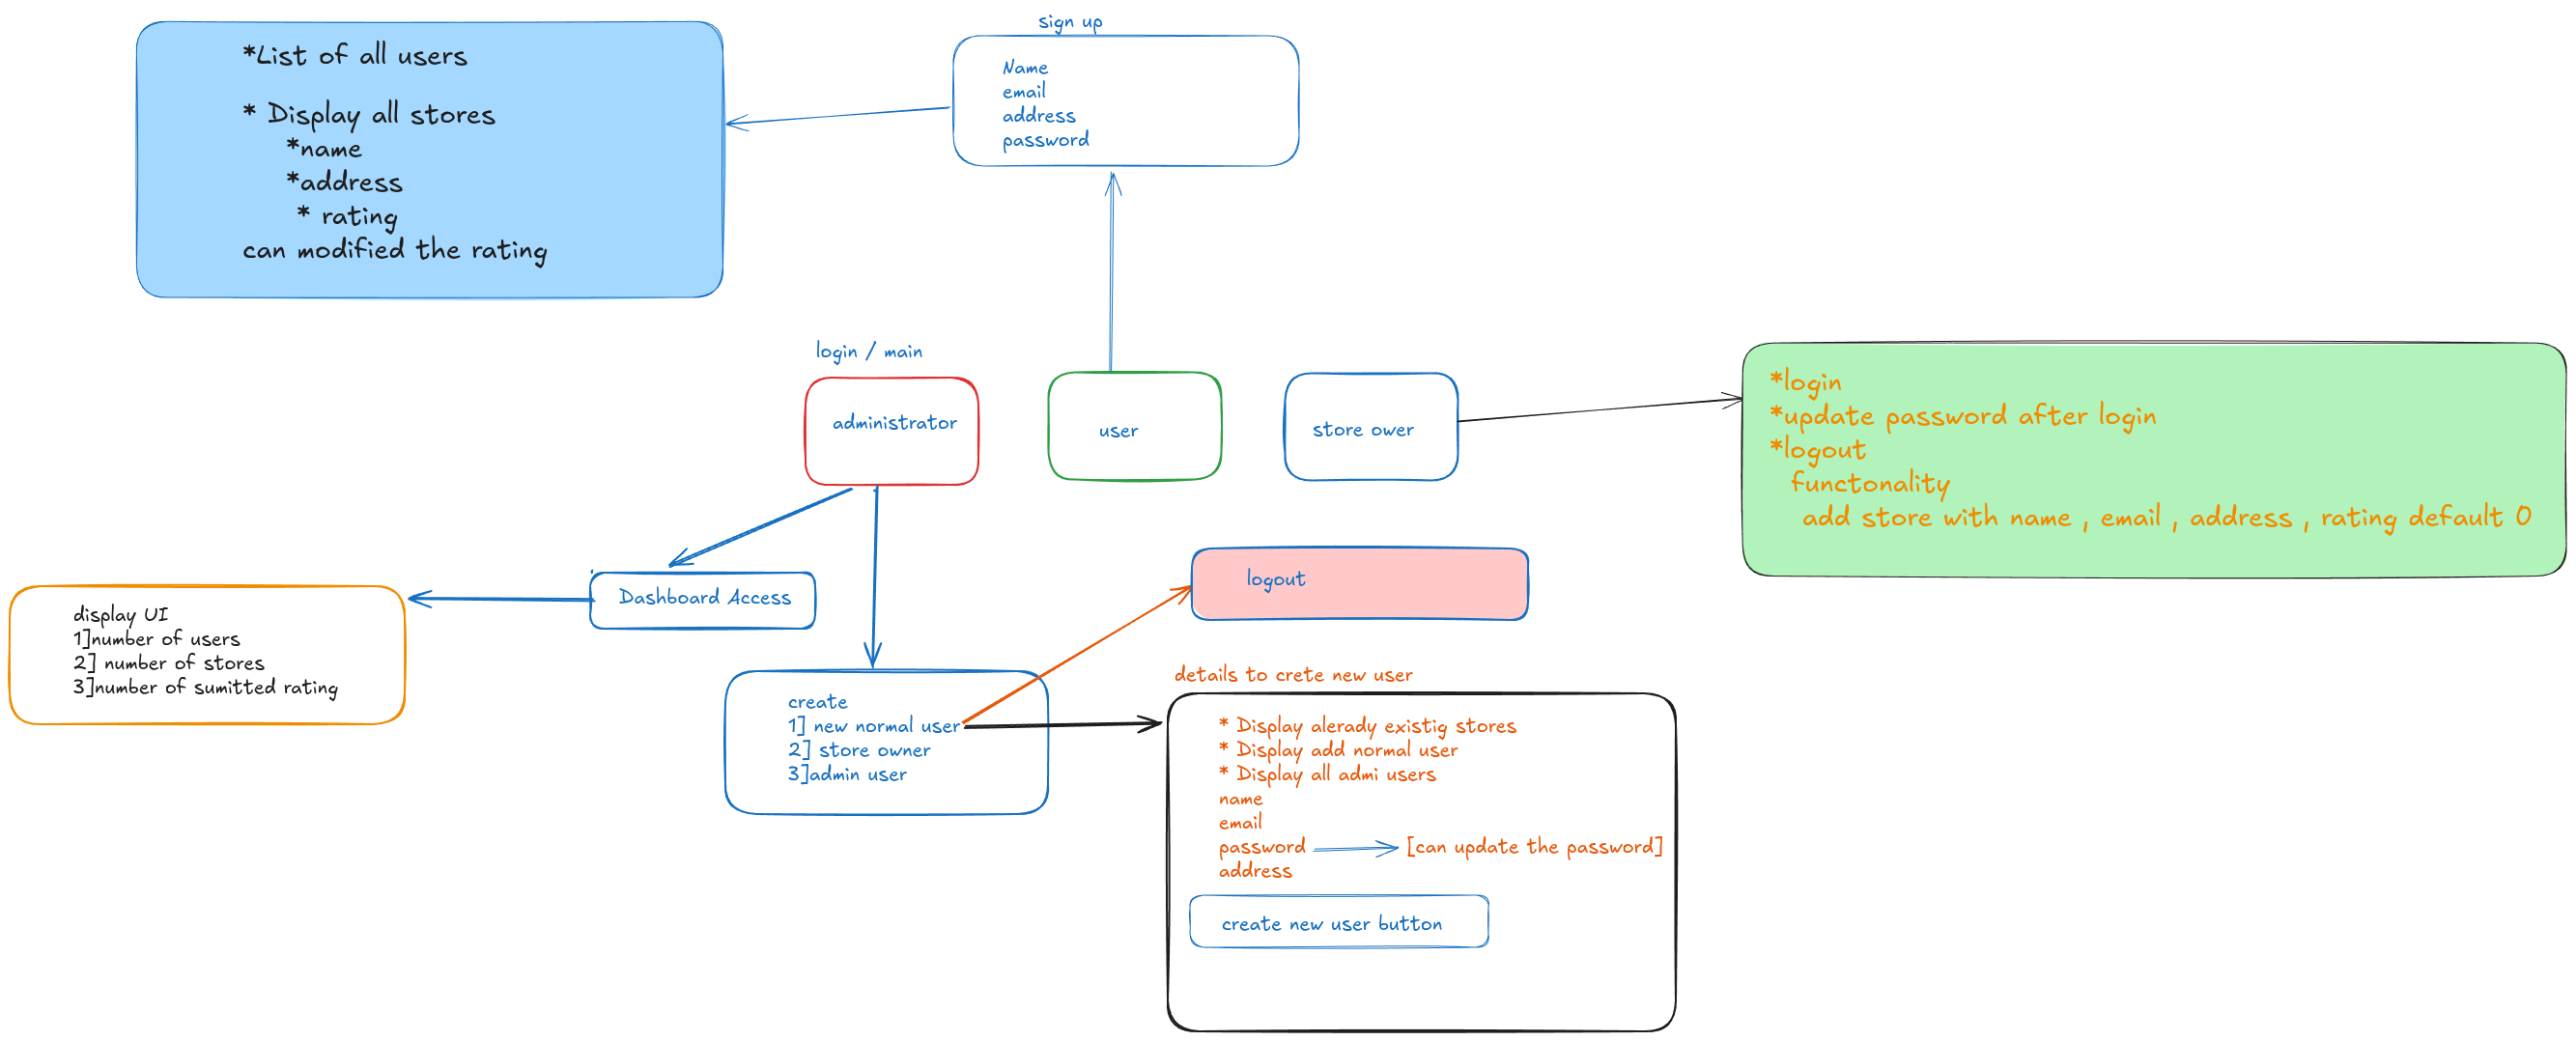 sign up
Name
email
address
password
*List of all users
* Display all stores
*name
*address
* rating
can modified the rating
login / main
administrator
user
store ower
*login
*update password after login
*logout
functonality
add store with name , email , address , rating default 0
Dashboard Access
display UI
1]number of users
2] number of stores
3]number of sumitted rating
logout
create
1] new normal user
2] store owner
3]admin user
details to crete new user
* Display alerady existig stores
* Display add normal user
* Display all admi users
name
email
password [can update the password]
address
create new user button